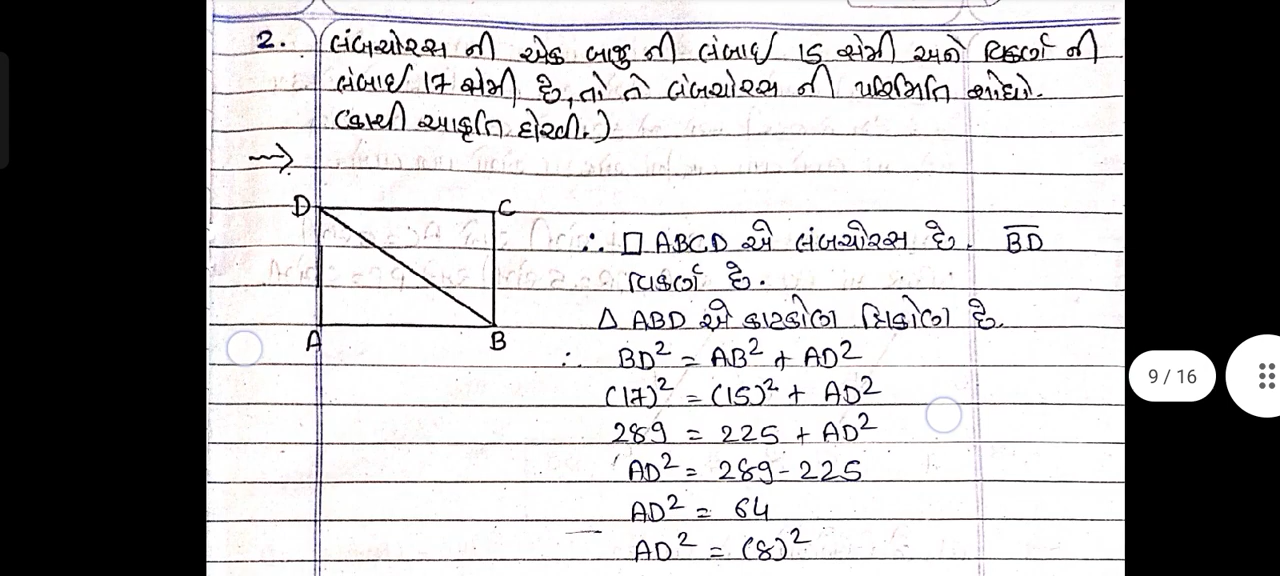 2. લંબચોરસ ની એક બાજુ ની લંબાઈ 15 સેમી અને વિકર્ણ ની
લંબાઈ 17 સેમી છે, તો તે લંબચોરસ ની પરિમિતિ શોધો.
(કાચી આકૃતિ દોરવી.)
D C
∴ □ ABCD એ લંબચોરસ છે. B̅D̅
વિકર્ણ છે.
Δ ABD એ કાટકોણ ત્રિકોણ છે.
A B
∴ BD² = AB² + AD²
(17)² = (15)² + AD²
9 / 16
289 = 225 + AD²
AD² = 289 - 225
AD² = 64
AD² = (8)²